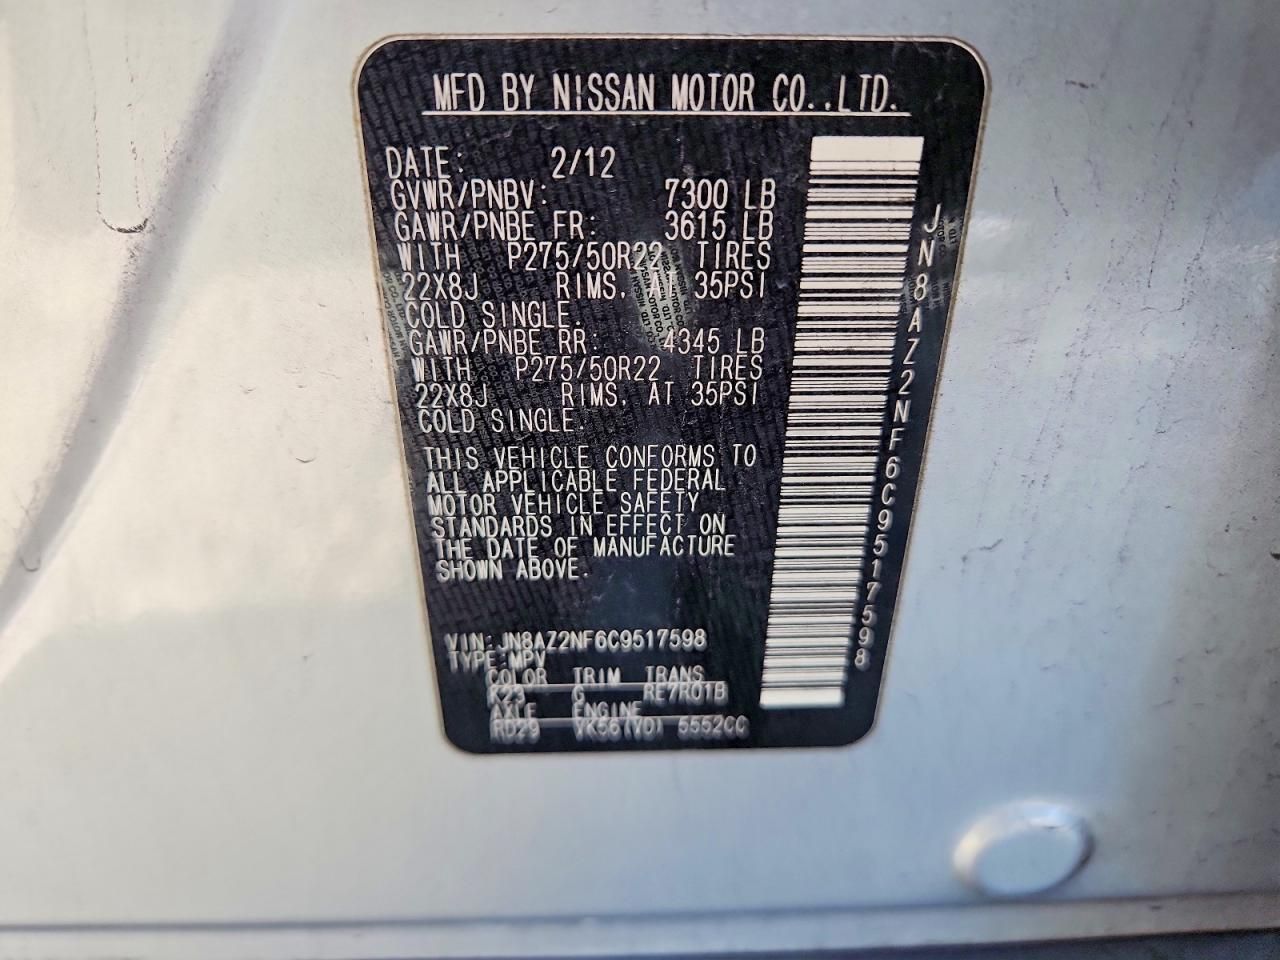 MFD BY NISSAN MOTOR CO.,LTD.
DATE: 2/12
GVWR/PNBV: 7300 LB
GAWR/PNBE FR: 3615 LB
WITH P275/50R22 TIRES
22X8J RIMS, AT 35PSI
COLD SINGLE.
GAWR/PNBE RR: 4345 LB
WITH P275/50R22 TIRES
22X8J RIMS, AT 35PSI
COLD SINGLE.
THIS VEHICLE CONFORMS TO
ALL APPLICABLE FEDERAL
MOTOR VEHICLE SAFETY
STANDARDS IN EFFECT ON
THE DATE OF MANUFACTURE
SHOWN ABOVE.
VIN:JN8AZ2NF6C9517598
TYPE:MPV
COLOR TRIM TRANS
K23 G RE7R01B
AXLE ENGINE
RD29 VK56(VD) 5552CC
JN8AZ2NF6C9517598